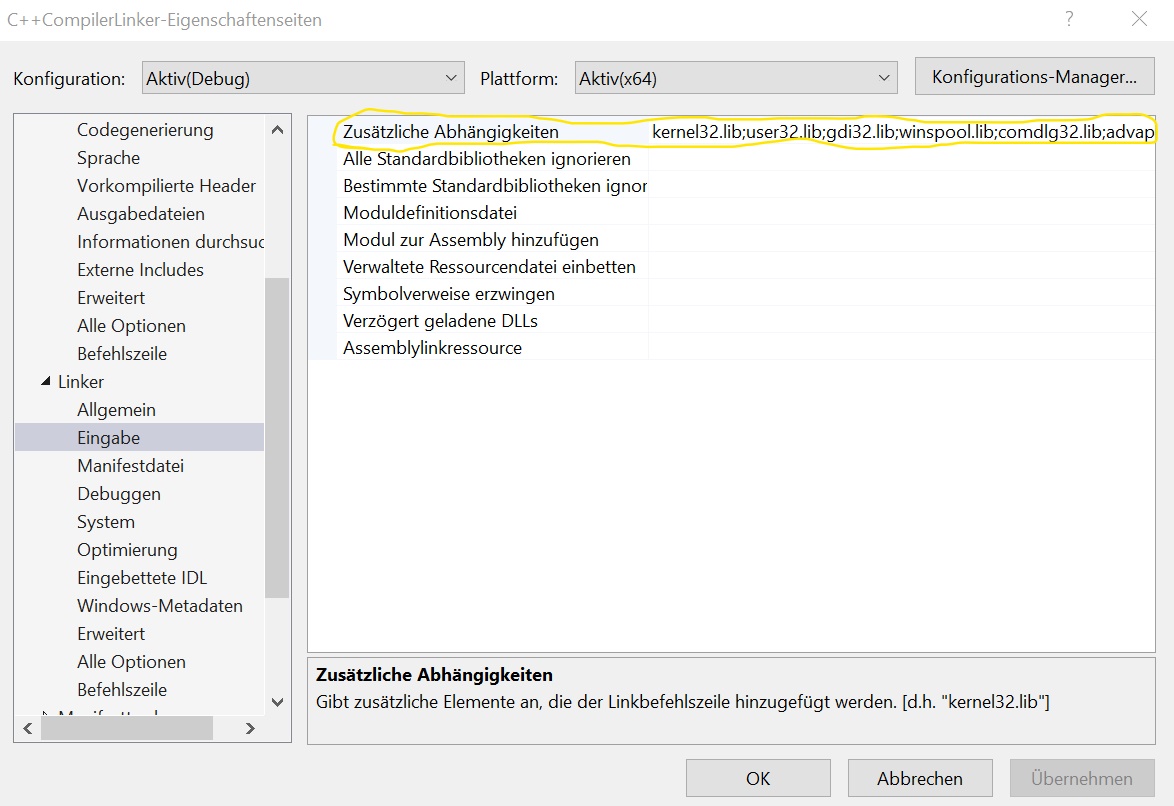 C++CompilerLinker-Eigenschaftenseiten
?
Konfiguration: Aktiv(Debug) Plattform: Aktiv(x64) Konfigurations-Manager...
Codegenerierung
Sprache
Vorkompilierte Header
Ausgabedateien
Informationen durchsuc
Externe Includes
Erweitert
Alle Optionen
Befehlszeile
Linker
Allgemein
Eingabe
Manifestdatei
Debuggen
System
Optimierung
Eingebettete IDL
Windows-Metadaten
Erweitert
Alle Optionen
Befehlszeile
Zusätzliche Abhängigkeiten kernel32.lib;user32.lib;gdi32.lib;winspool.lib;comdlg32.lib;advap
Alle Standardbibliotheken ignorieren
Bestimmte Standardbibliotheken ignor
Moduldefinitionsdatei
Modul zur Assembly hinzufügen
Verwaltete Ressourcendatei einbetten
Symbolverweise erzwingen
Verzögert geladene DLLs
Assemblylinkressource
Zusätzliche Abhängigkeiten
Gibt zusätzliche Elemente an, die der Linkbefehlszeile hinzugefügt werden. [d.h. "kernel32.lib"]
OK Abbrechen Übernehmen